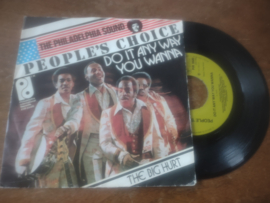 THE PHILADELPHIA SOUND
PEOPLE'S CHOICE
DO IT ANY WAY
YOU WANNA
THE BIG HURT